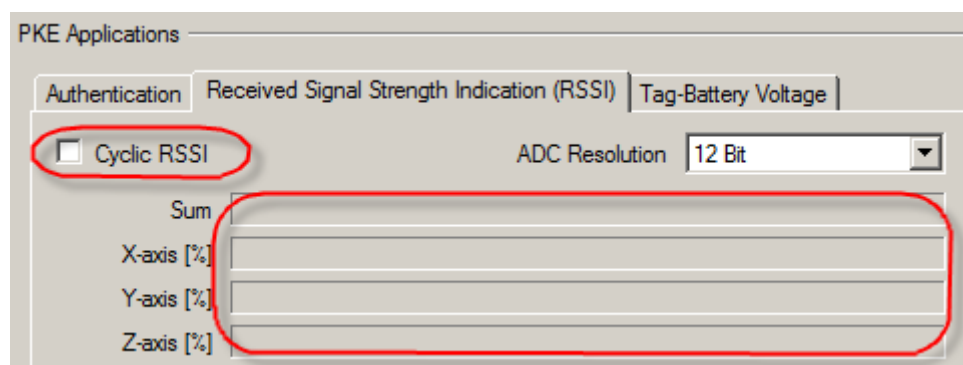 PKE Applications
Authentication Received Signal Strength Indication (RSSI) Tag-Battery Voltage
Cyclic RSSI ADC Resolution 12 Bit
Sum
X-axis [%]
Y-axis [%]
Z-axis [%]